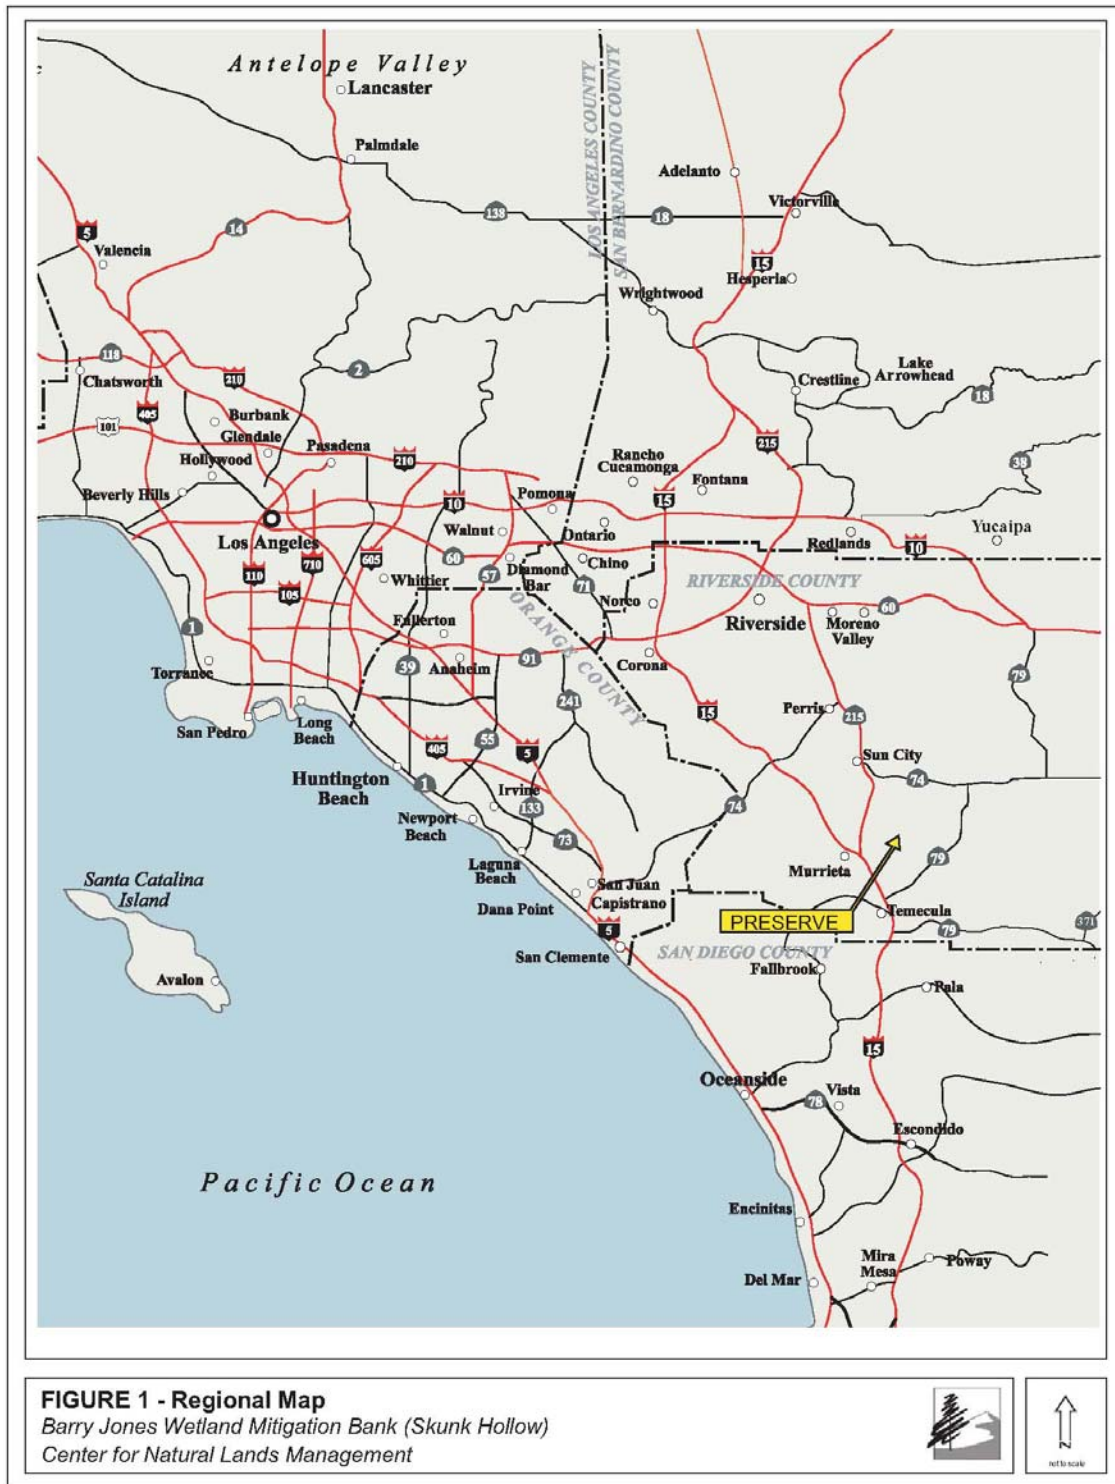 Antelope Valley
Lancaster
Palmdale
LOS ANGELES COUNTY
SAN BERNARDINO COUNTY
Adelanto
Victorville
138
18
5
14
Valencia
15
Hesperia
Wrightwood
118
Chatsworth
2
210
Lake
Arrowhead
Crestline
18
405
101
Burbank
Glendale
Hollywood
Pasadena
210
215
38
Rancho
Cucamonga
Fontana
Beverly Hills
10
Pomona
15
Los Angeles
Walnut
Ontario
Redlands
Yucaipa
10
710
605
60
Diamond
Bar
Chino
110
105
Whittier
57
71
RIVERSIDE COUNTY
Norco
60
Riverside
Moreno
Valley
ORANGE COUNTY
1
Fullerton
Torrance
39
Anaheim
91
Corona
79
San Pedro
Long
Beach
241
15
Perris
215
405
55
5
Sun City
74
Huntington
Beach
1
Irvine
133
74
Newport
Beach
73
Laguna
Beach
Murrieta
79
Santa Catalina
Island
San Juan
Capistrano
Dana Point
PRESERVE
Temecula
79
371
5
San Clemente
SAN DIEGO COUNTY
Fallbrook
Avalon
Pala
15
Oceanside
Vista
78
Escondido
Pacific Ocean
Encinitas
Mira
Mesa
Poway
Del Mar
FIGURE 1 - Regional Map
Barry Jones Wetland Mitigation Bank (Skunk Hollow)
Center for Natural Lands Management
N
not to scale